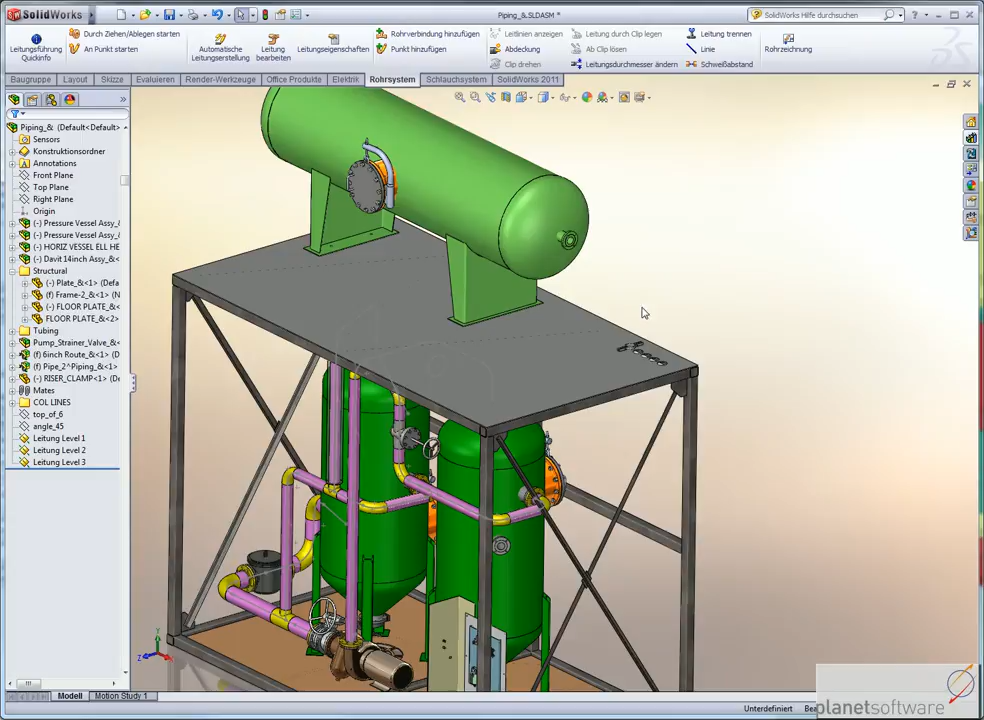 SolidWorks
Piping_&.SLDASM *
SolidWorks Hilfe durchsuchen
Leitungsführung
Quickinfo
Durch Ziehen/Ablegen starten
An Punkt starten
Automatische
Leitungserstellung
Leitung
bearbeiten
Leitungseigenschaften
Rohrverbindung hinzufügen
Punkt hinzufügen
Leitlinien anzeigen
Abdeckung
Clip drehen
Leitung durch Clip legen
Ab Clip lösen
Leitungsdurchmesser ändern
Leitung trennen
Linie
Schweißabstand
Rohrzeichnung
Baugruppe
Layout
Skizze
Evaluieren
Render-Werkzeuge
Office Produkte
Elektrik
Rohrsystem
Schlauchsystem
SolidWorks 2011
Piping_& (Default<Default>
Sensors
Konstruktionsordner
Annotations
Front Plane
Top Plane
Right Plane
Origin
(-) Pressure Vessel Assy_
(-) Pressure Vessel Assy_
(-) HORIZ VESSEL ELL HE
(-) Davit 14inch Assy_&<
Structural
(-) Plate_&<1> (Defa
(f) Frame-2_&<1> (N
(-) FLOOR PLATE_&<
FLOOR PLATE_&<2>
Tubing
Pump_Strainer_Valve_&
(f) 6inch Route_&<1> (D
(f) Pipe_2^Piping_&<1>
(-) RISER_CLAMP<1> (De
Mates
COL LINES
top_of_6
angle_45
Leitung Level 1
Leitung Level 2
Leitung Level 3
Modell
Motion Study 1
Unterdefiniert
planetsoftware